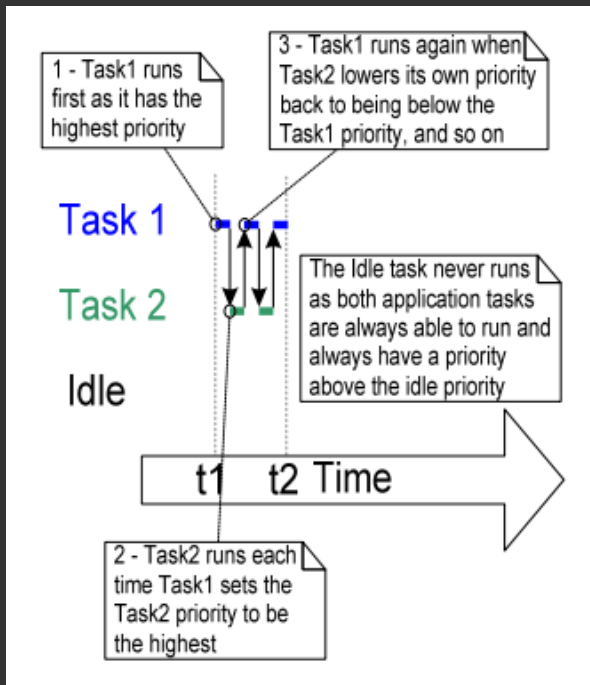 1 - Task1 runs
first as it has the
highest priority
3 - Task1 runs again when
Task2 lowers its own priority
back to being below the
Task1 priority, and so on
Task 1
Task 2
Idle
The Idle task never runs
as both application tasks
are always able to run and
always have a priority
above the idle priority
t1 t2 Time
2 - Task2 runs each
time Task1 sets the
Task2 priority to be
the highest